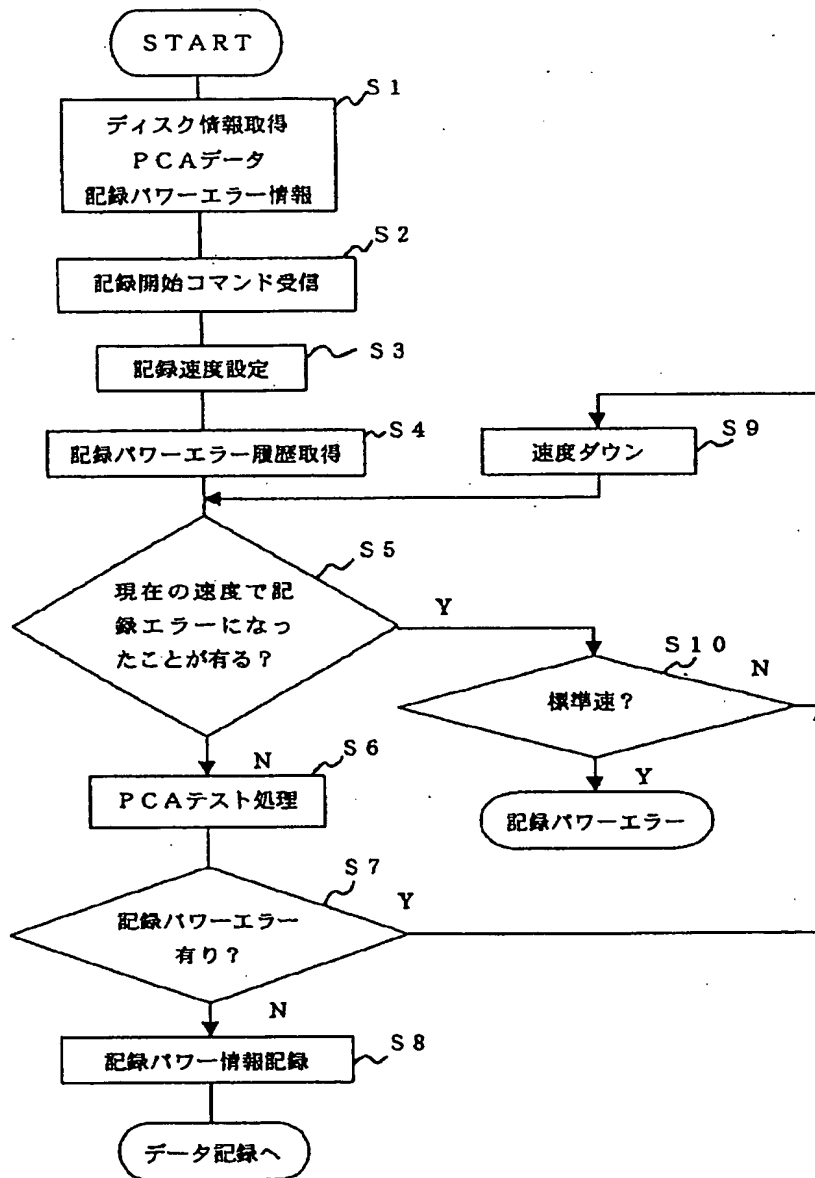 START
S1
ディスク情報取得
PCAデータ
記録パワーエラー情報
S2
記録開始コマンド受信
S3
記録速度設定
S4
記録パワーエラー履歴取得
S9
速度ダウン
S5
現在の速度で記
録エラーになっ
たことが有る？
Y
S10
N
標準速？
N
S6
Y
PCAテスト処理
記録パワーエラー
S7
Y
記録パワーエラー
有り？
N
S8
記録パワー情報記録
データ記録へ